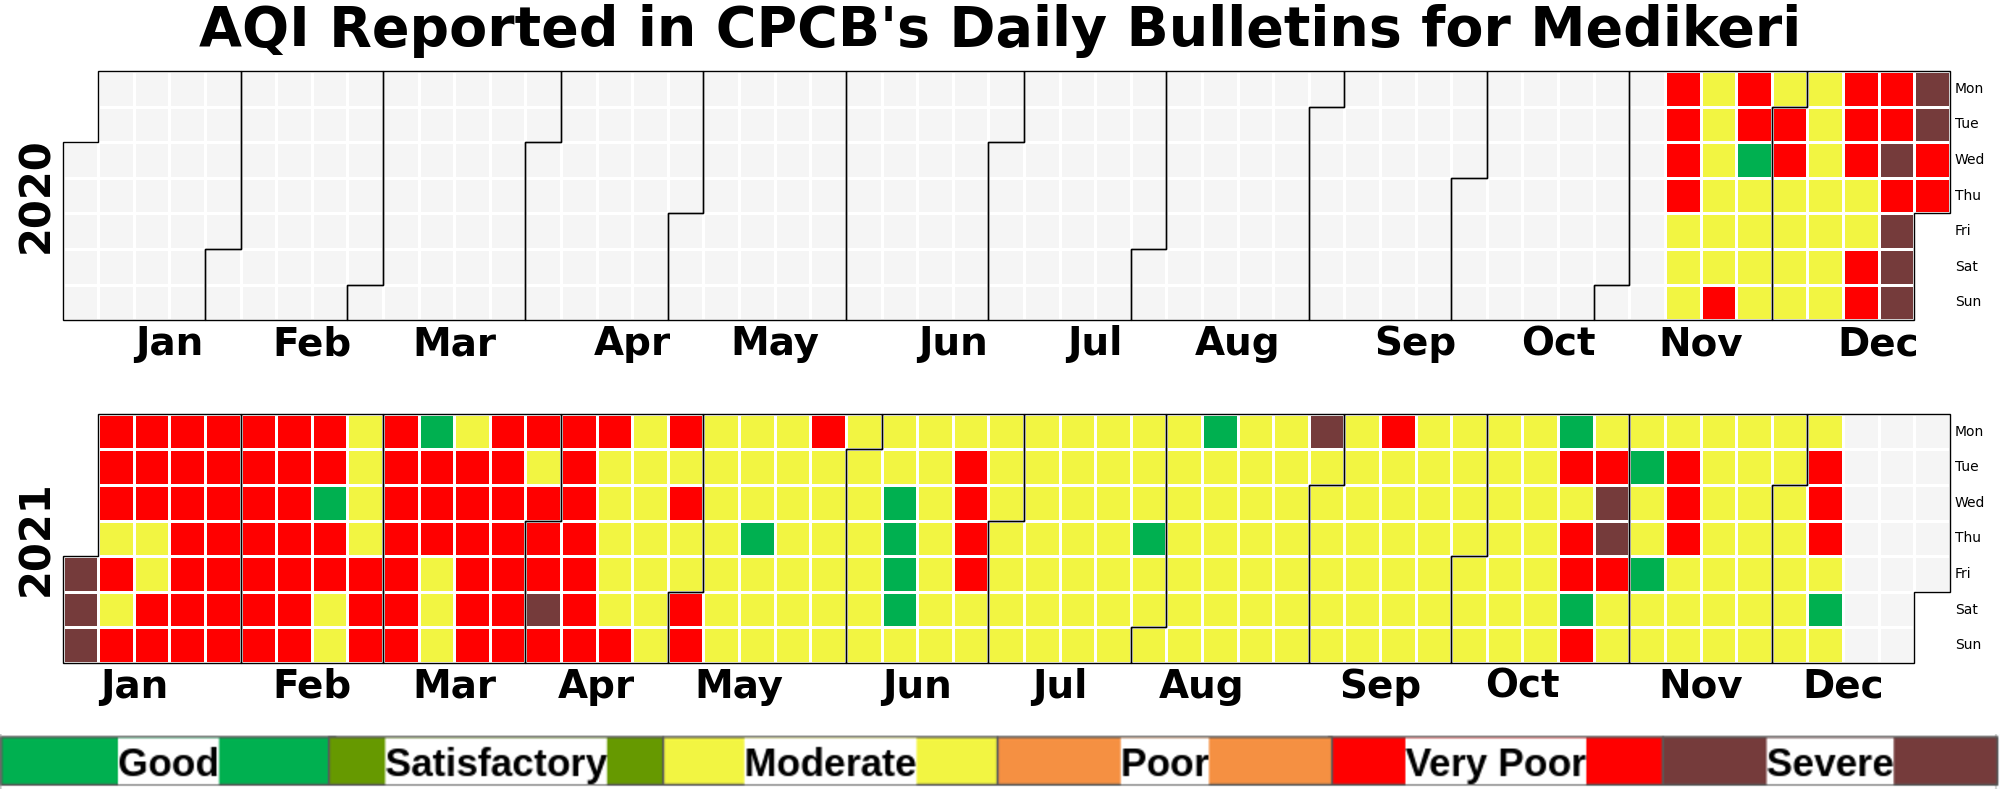 AQI Reported in CPCB's Daily Bulletins for Medikeri
2020
Mon
Tue
Wed
Thu
Fri
Sat
Sun
Jan Feb Mar Apr May Jun Jul Aug Sep Oct Nov Dec
2021
Mon
Tue
Wed
Thu
Fri
Sat
Sun
Jan Feb Mar Apr May Jun Jul Aug Sep Oct Nov Dec
Good Satisfactory Moderate Poor Very Poor Severe